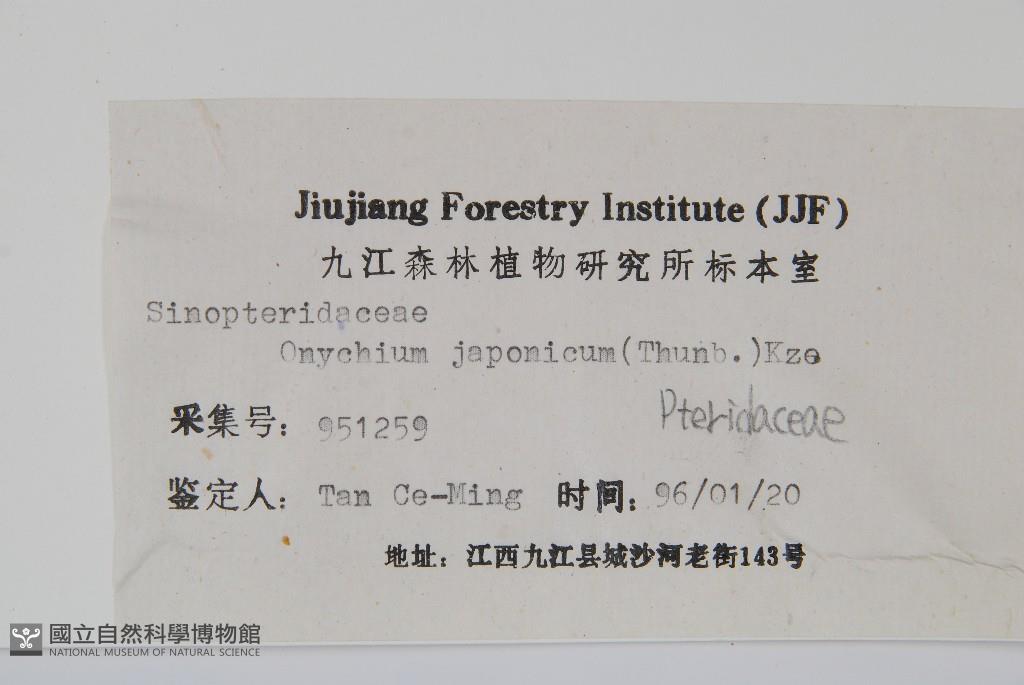 Jiujiang Forestry Institute (JJF)
九江森林植物研究所标本室
Sinopteridaceae
Onychium japonicum(Thunb.)Kze
Pteridaceae
采集号: 951259
鉴定人: Tan Ce-Ming 时间: 96/01/20
地址: 江西九江县城沙河老街143号
國立自然科學博物館
NATIONAL MUSEUM OF NATURAL SCIENCE